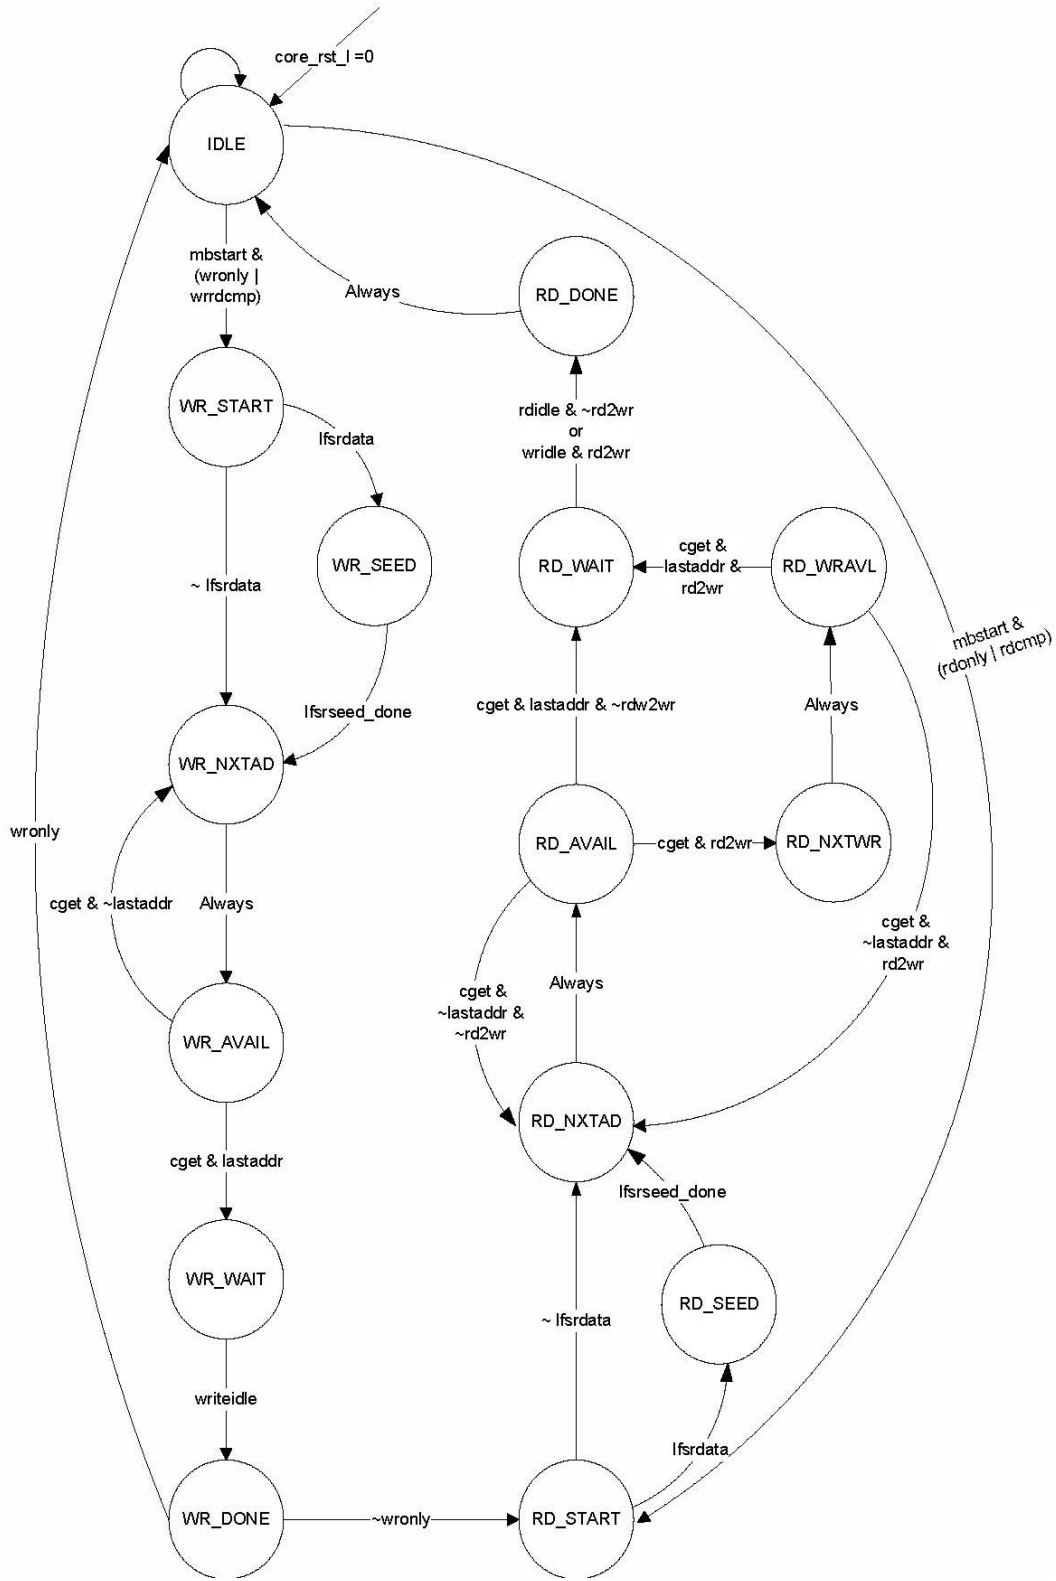 core_rst_l =0
IDLE
mbstart &
(wronly |
wrrdcmp)
Always
RD_DONE
WR_START
lfsrdata
rdidle & ~rd2wr
or
wridle & rd2wr
WR_SEED
RD_WAIT
cget &
lastaddr &
rd2wr
RD_WRAVL
~ lfsrdata
mbstart &
(rdonly | rdcmp)
lfsrseed_done
cget & lastaddr & ~rdw2wr
Always
WR_NXTAD
wronly
RD_AVAIL
cget & rd2wr
RD_NXTWR
cget & ~lastaddr
Always
cget &
~lastaddr &
rd2wr
Always
cget &
~lastaddr &
~rd2wr
WR_AVAIL
RD_NXTAD
cget & lastaddr
lfsrseed_done
WR_WAIT
RD_SEED
~ lfsrdata
writeidle
lfsrdata
WR_DONE
~wronly
RD_START